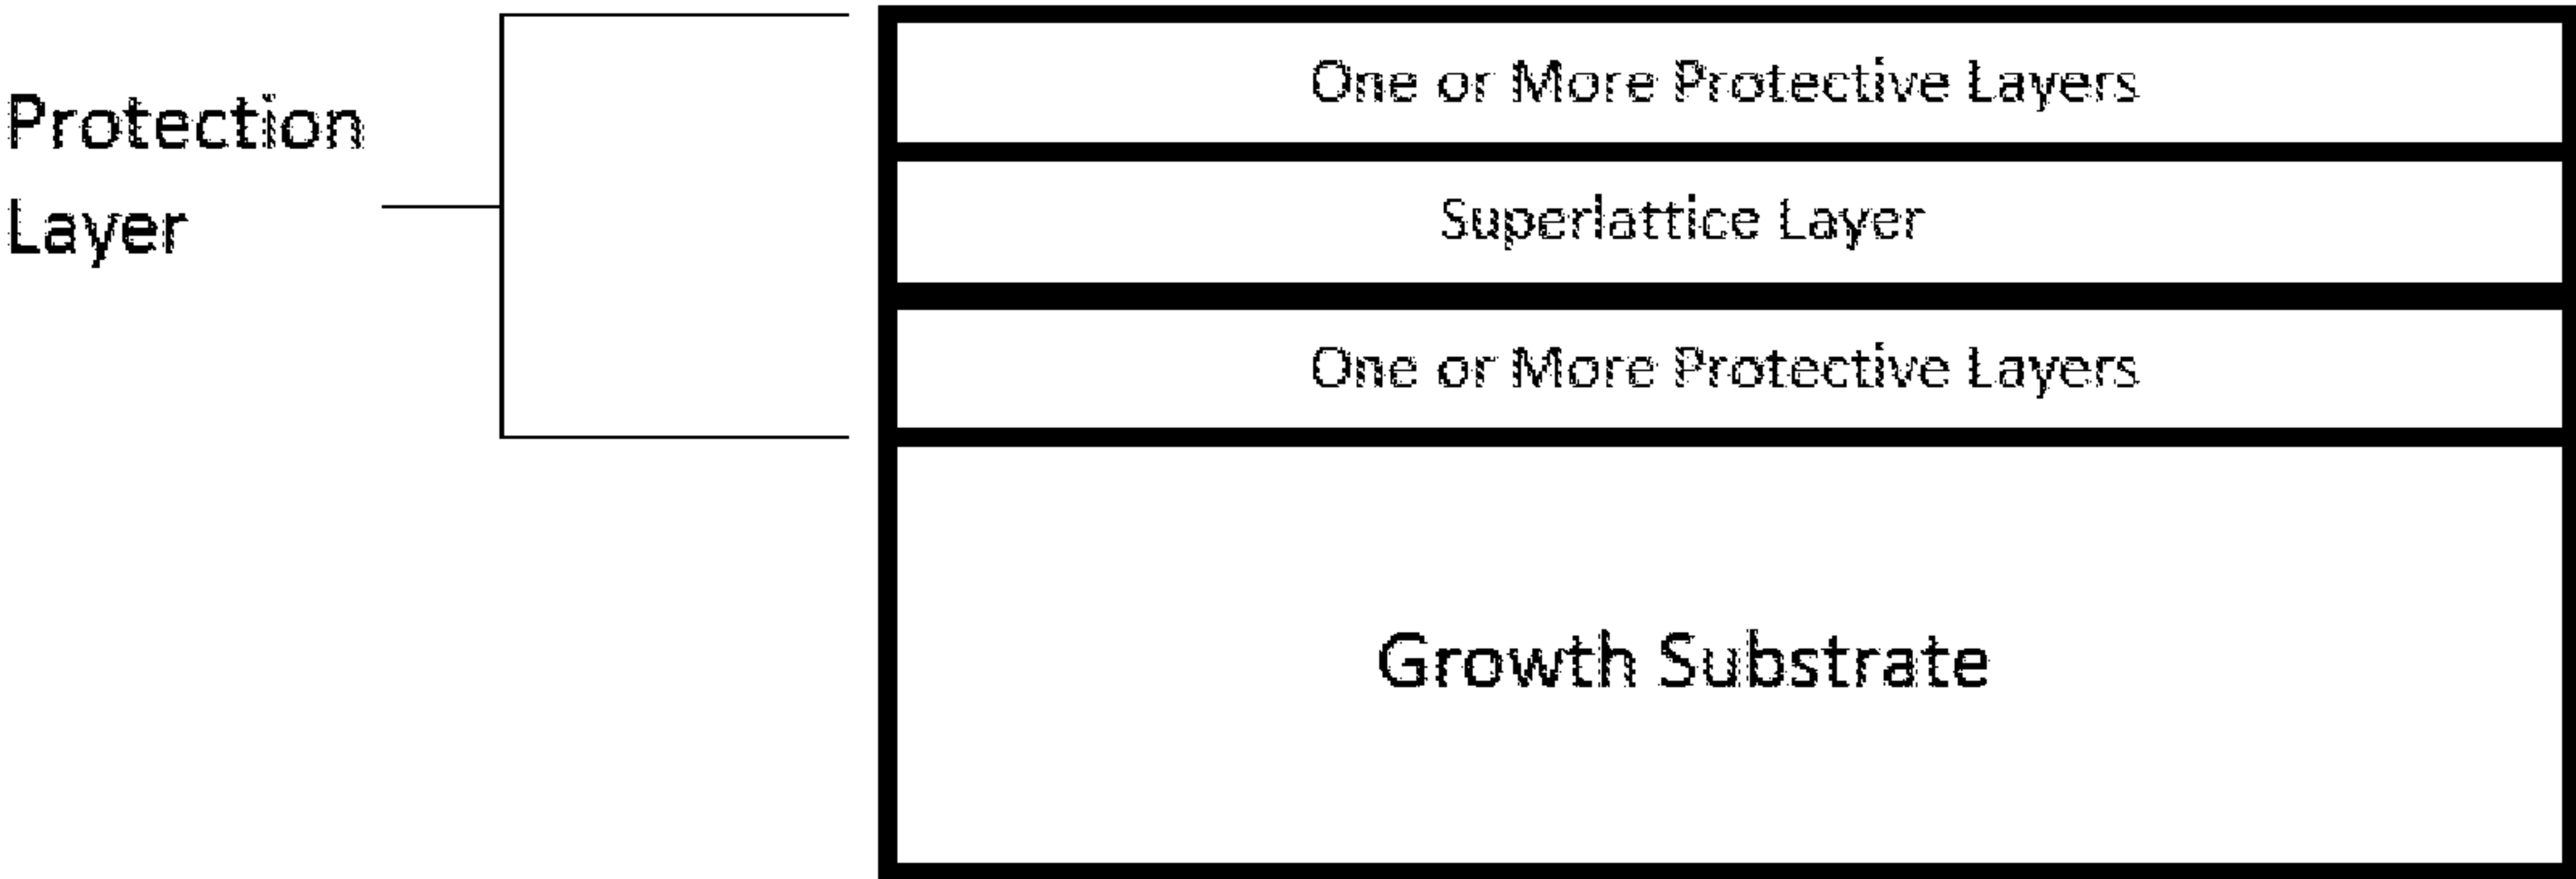 Protection
Layer
One or More Protective Layers
Superlattice Layer
One or More Protective Layers
Growth Substrate